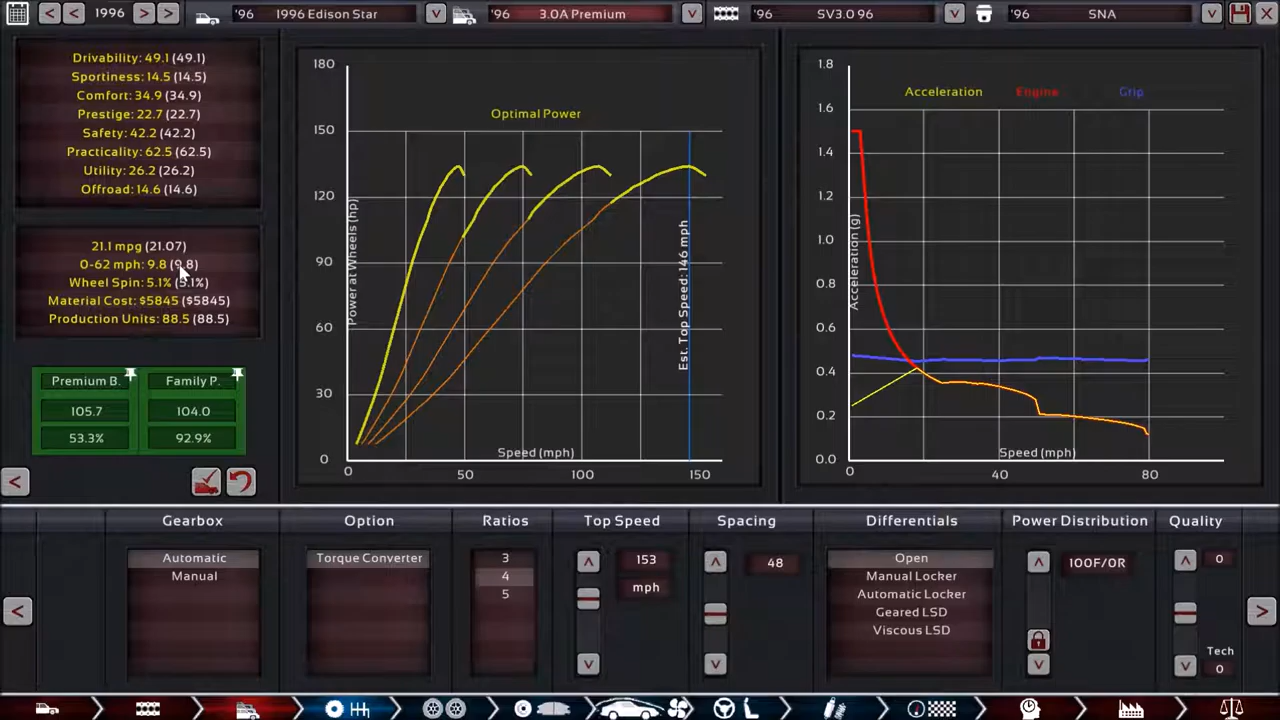 1996
'96 1996 Edison Star
'96 3.0A Premium
'96 SV3.0 96
'96 SNA
Drivability: 49.1 (49.1)
Sportiness: 14.5 (14.5)
Comfort: 34.9 (34.9)
Prestige: 22.7 (22.7)
Safety: 42.2 (42.2)
Practicality: 62.5 (62.5)
Utility: 26.2 (26.2)
Offroad: 14.6 (14.6)
21.1 mpg (21.07)
0-62 mph: 9.8 (9.8)
Wheel Spin: 5.1% (5.1%)
Material Cost: $5845 ($5845)
Production Units: 88.5 (88.5)
Premium B.
105.7
53.3%
Family P.
104.0
92.9%
Optimal Power
180
150
120
90
60
30
0
Power at Wheels (hp)
Est. Top Speed: 146 mph
Speed (mph)
0
50
100
150
Acceleration Engine Grip
1.8
1.6
1.4
1.2
1.0
0.8
0.6
0.4
0.2
0.0
Acceleration (g)
Speed (mph)
0
40
80
Gearbox
Automatic
Manual
Option
Torque Converter
Ratios
3
4
5
Top Speed
153
mph
Spacing
48
Differentials
Open
Manual Locker
Automatic Locker
Geared LSD
Viscous LSD
Power Distribution
100F/0R
Quality
0
Tech
0